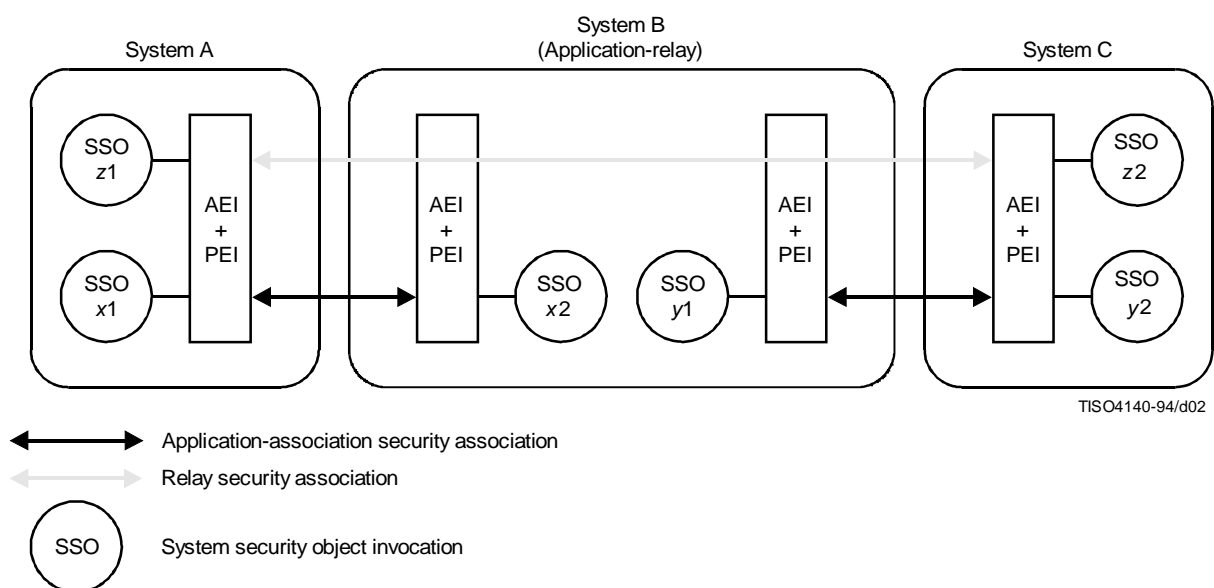 System A
System B
(Application-relay)
System C
SSO
z1
AEI
+
PEI
SSO
x1
AEI
+
PEI
SSO
x2
SSO
y1
AEI
+
PEI
AEI
+
PEI
SSO
z2
SSO
y2
TISO4140-94/d02
Application-association security association
Relay security association
SSO
System security object invocation